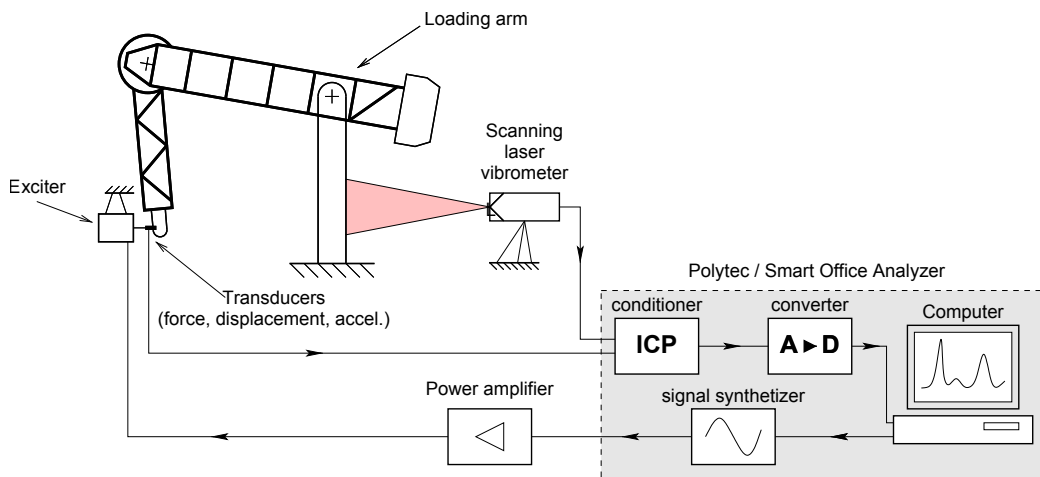 Loading arm
Scanning
laser
vibrometer
Exciter
Transducers
(force, displacement, accel.)
Polytec / Smart Office Analyzer
conditioner
converter
Computer
ICP
A►D
Power amplifier
signal synthetizer